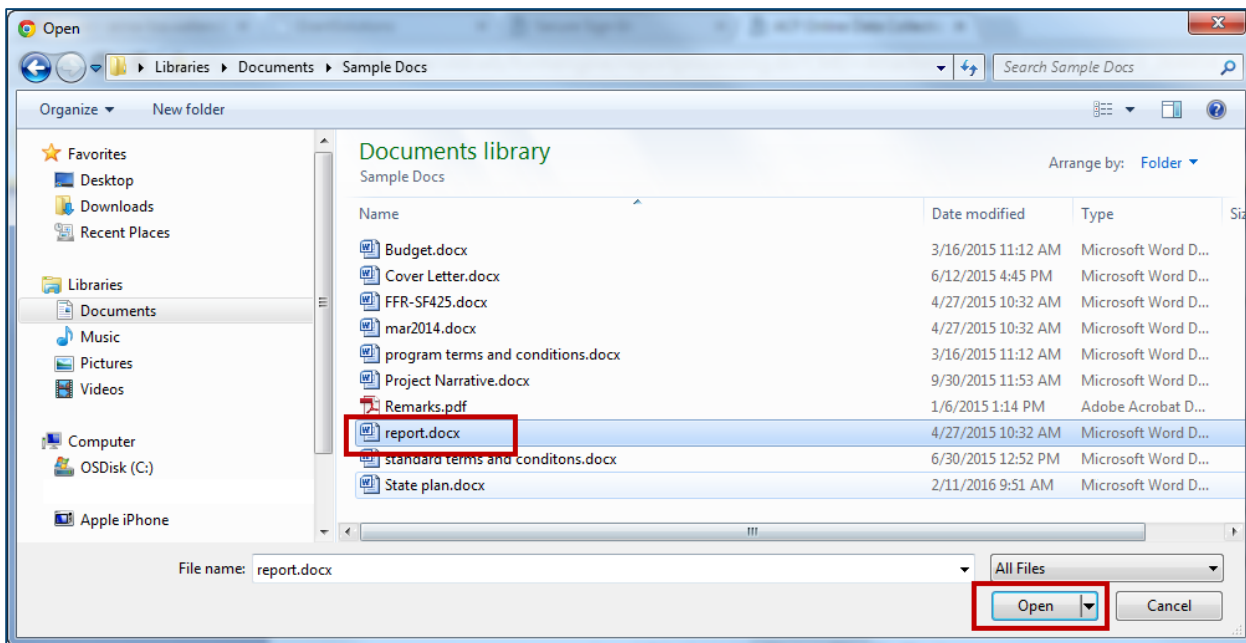 Open
Libraries Documents Sample Docs Search Sample Docs
Organize New folder
Favorites
Desktop
Downloads
Recent Places
Libraries
Documents
Music
Pictures
Videos
Computer
OSDisk (C:)
Apple iPhone
Documents library
Sample Docs
Arrange by: Folder
Name Date modified Type Siz
Budget.docx 3/16/2015 11:12 AM Microsoft Word D...
Cover Letter.docx 6/12/2015 4:45 PM Microsoft Word D...
FFR-SF425.docx 4/27/2015 10:32 AM Microsoft Word D...
mar2014.docx 4/27/2015 10:32 AM Microsoft Word D...
program terms and conditions.docx 3/16/2015 11:12 AM Microsoft Word D...
Project Narrative.docx 9/30/2015 11:53 AM Microsoft Word D...
Remarks.pdf 1/6/2015 1:14 PM Adobe Acrobat D...
report.docx 4/27/2015 10:32 AM Microsoft Word D...
standard terms and conditons.docx 6/30/2015 12:52 PM Microsoft Word D...
State plan.docx 2/11/2016 9:51 AM Microsoft Word D...
File name: report.docx All Files
Open Cancel